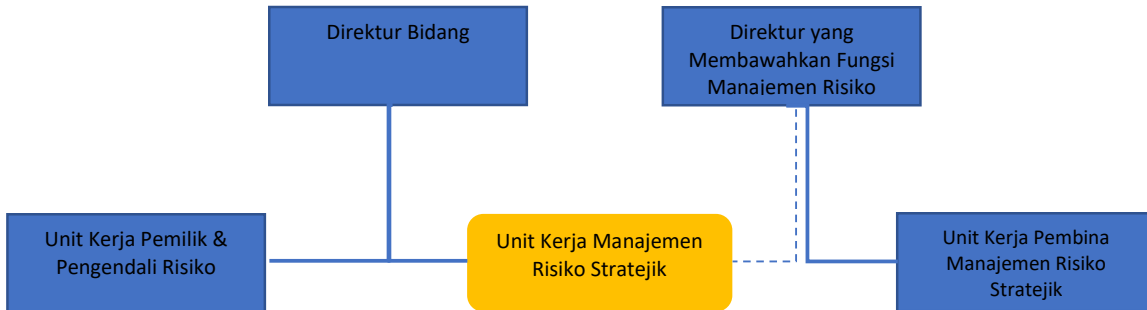 Direktur Bidang
Direktur yang
Membawahkan Fungsi
Manajemen Risiko
Unit Kerja Pemilik &
Pengendali Risiko
Unit Kerja Manajemen
Risiko Stratejik
Unit Kerja Pembina
Manajemen Risiko
Stratejik